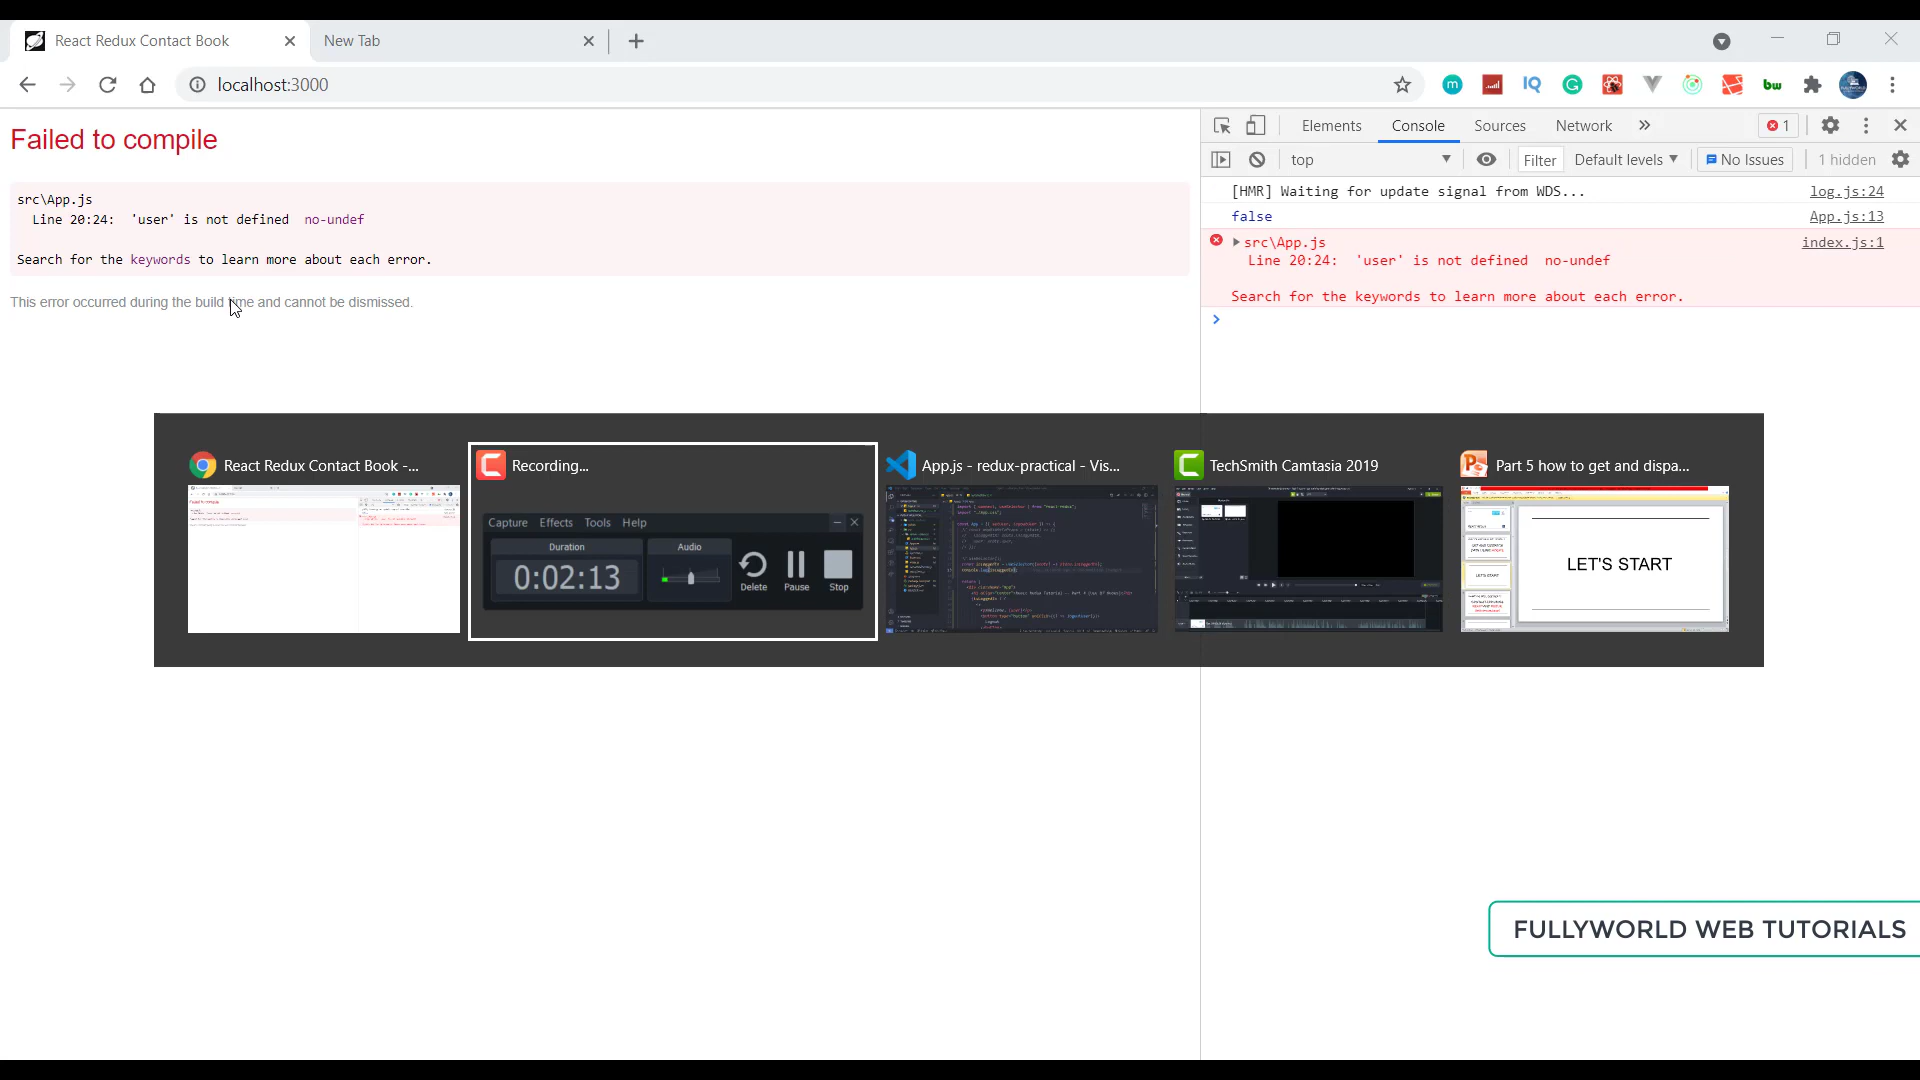 React Redux Contact Book
New Tab
localhost:3000
Failed to compile
src\App.js
Line 20:24: 'user' is not defined no-undef
Search for the keywords to learn more about each error.
This error occurred during the build time and cannot be dismissed.
Elements Console Sources Network 1
top Filter Default levels No Issues 1 hidden
[HMR] Waiting for update signal from WDS... log.js:24
false App.js:13
src\App.js index.js:1
Line 20:24: 'user' is not defined no-undef
Search for the keywords to learn more about each error.
React Redux Contact Book -...
Recording...
App.js - redux-practical - Vis...
TechSmith Camtasia 2019
Part 5 how to get and dispa...
Capture Effects Tools Help
Duration Audio
0:02:13
Delete Pause Stop
LET'S START
FULLYWORLD WEB TUTORIALS